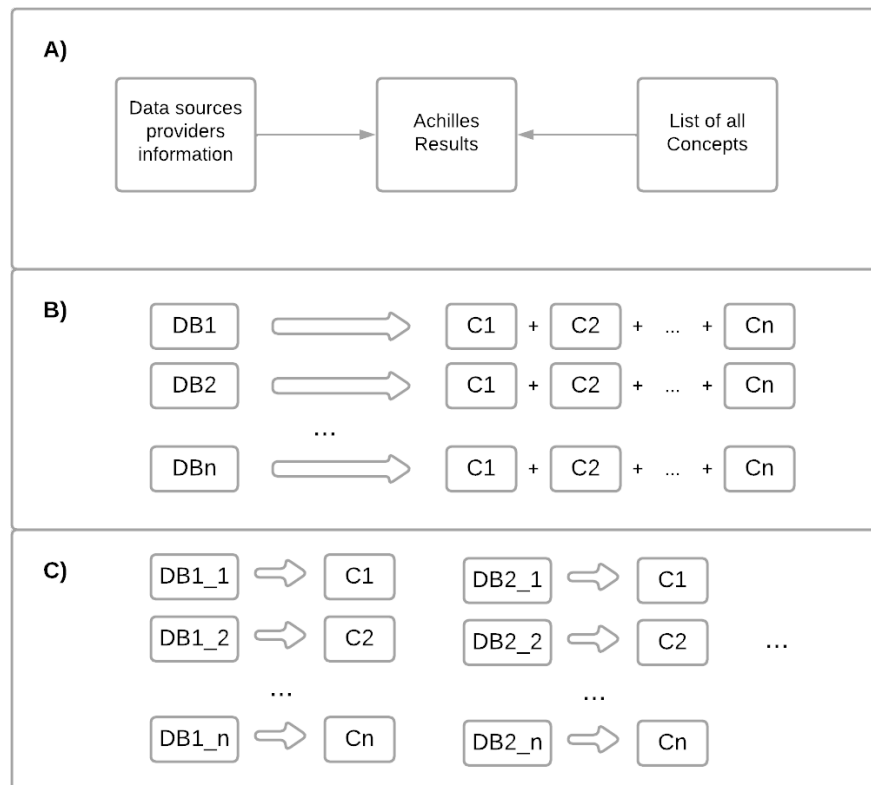 A)
Data sources
providers
information
Achilles
Results
List of all
Concepts
B)
DB1
C1 + C2 + ... + Cn
DB2
C1 + C2 + ... + Cn
...
DBn
C1 + C2 + ... + Cn
C)
DB1_1
C1
DB2_1
C1
DB1_2
C2
DB2_2
C2
...
...
...
DB1_n
Cn
DB2_n
Cn